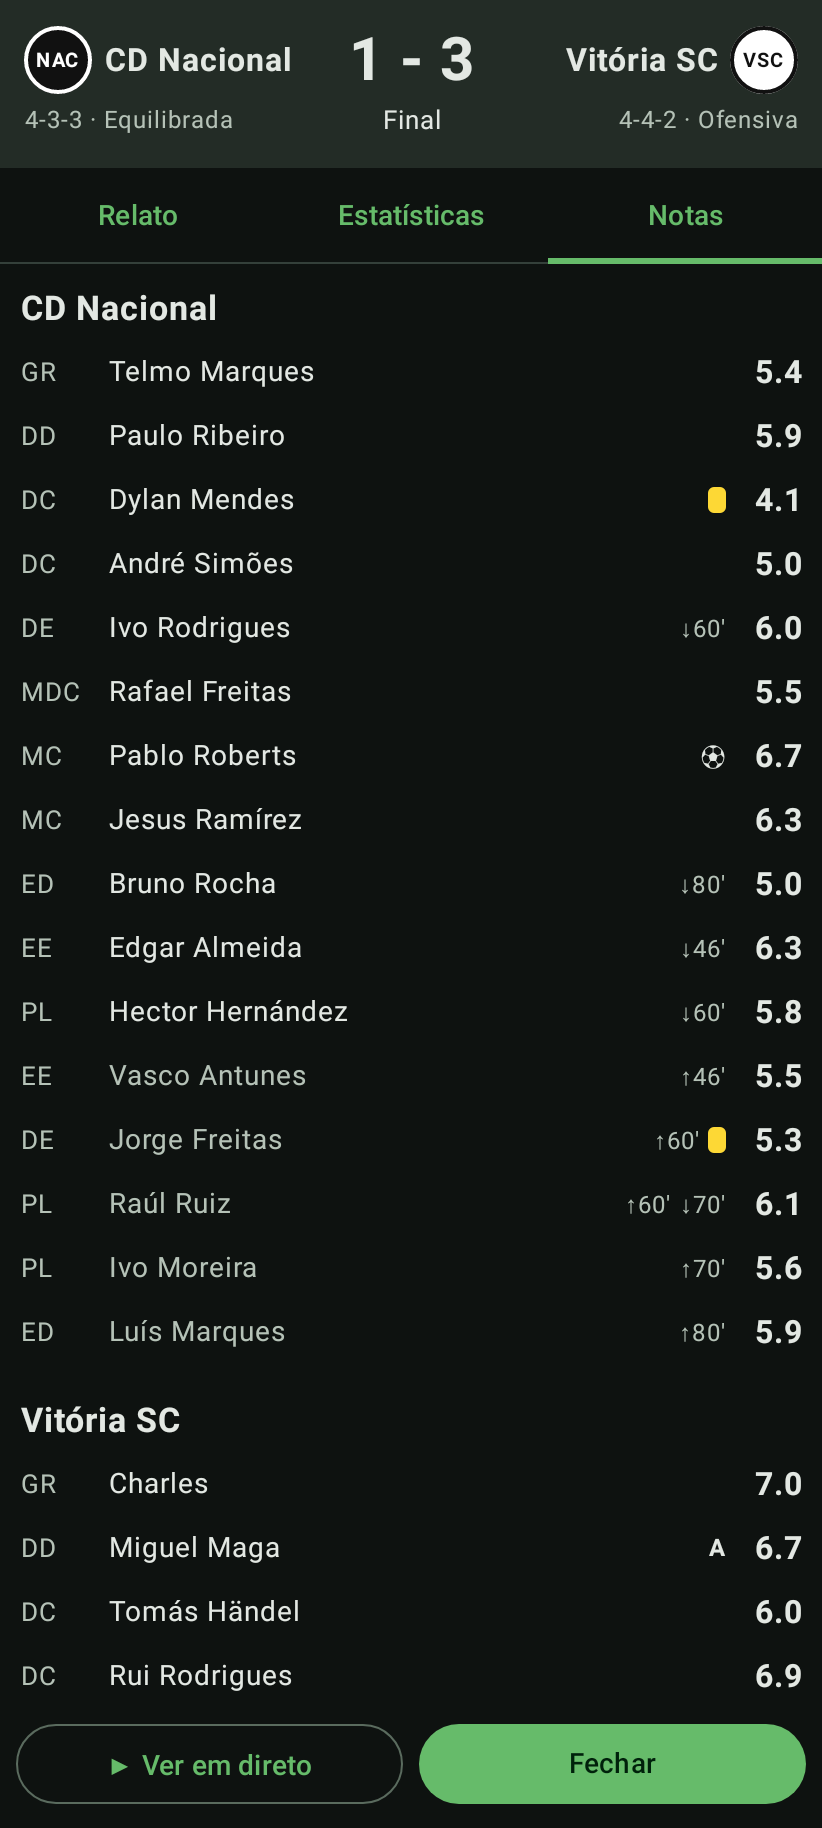 NAC CD Nacional 1 - 3 Vitória SC VSC
4-3-3 · Equilibrada Final 4-4-2 · Ofensiva
Relato Estatísticas Notas
CD Nacional
GR Telmo Marques 5.4
DD Paulo Ribeiro 5.9
DC Dylan Mendes 4.1
DC André Simões 5.0
DE Ivo Rodrigues ↓60' 6.0
MDC Rafael Freitas 5.5
MC Pablo Roberts ⚽ 6.7
MC Jesus Ramírez 6.3
ED Bruno Rocha ↓80' 5.0
EE Edgar Almeida ↓46' 6.3
PL Hector Hernández ↓60' 5.8
EE Vasco Antunes ↑46' 5.5
DE Jorge Freitas ↑60' 5.3
PL Raúl Ruiz ↑60' ↓70' 6.1
PL Ivo Moreira ↑70' 5.6
ED Luís Marques ↑80' 5.9
Vitória SC
GR Charles 7.0
DD Miguel Maga A 6.7
DC Tomás Händel 6.0
DC Rui Rodrigues 6.9
► Ver em direto Fechar